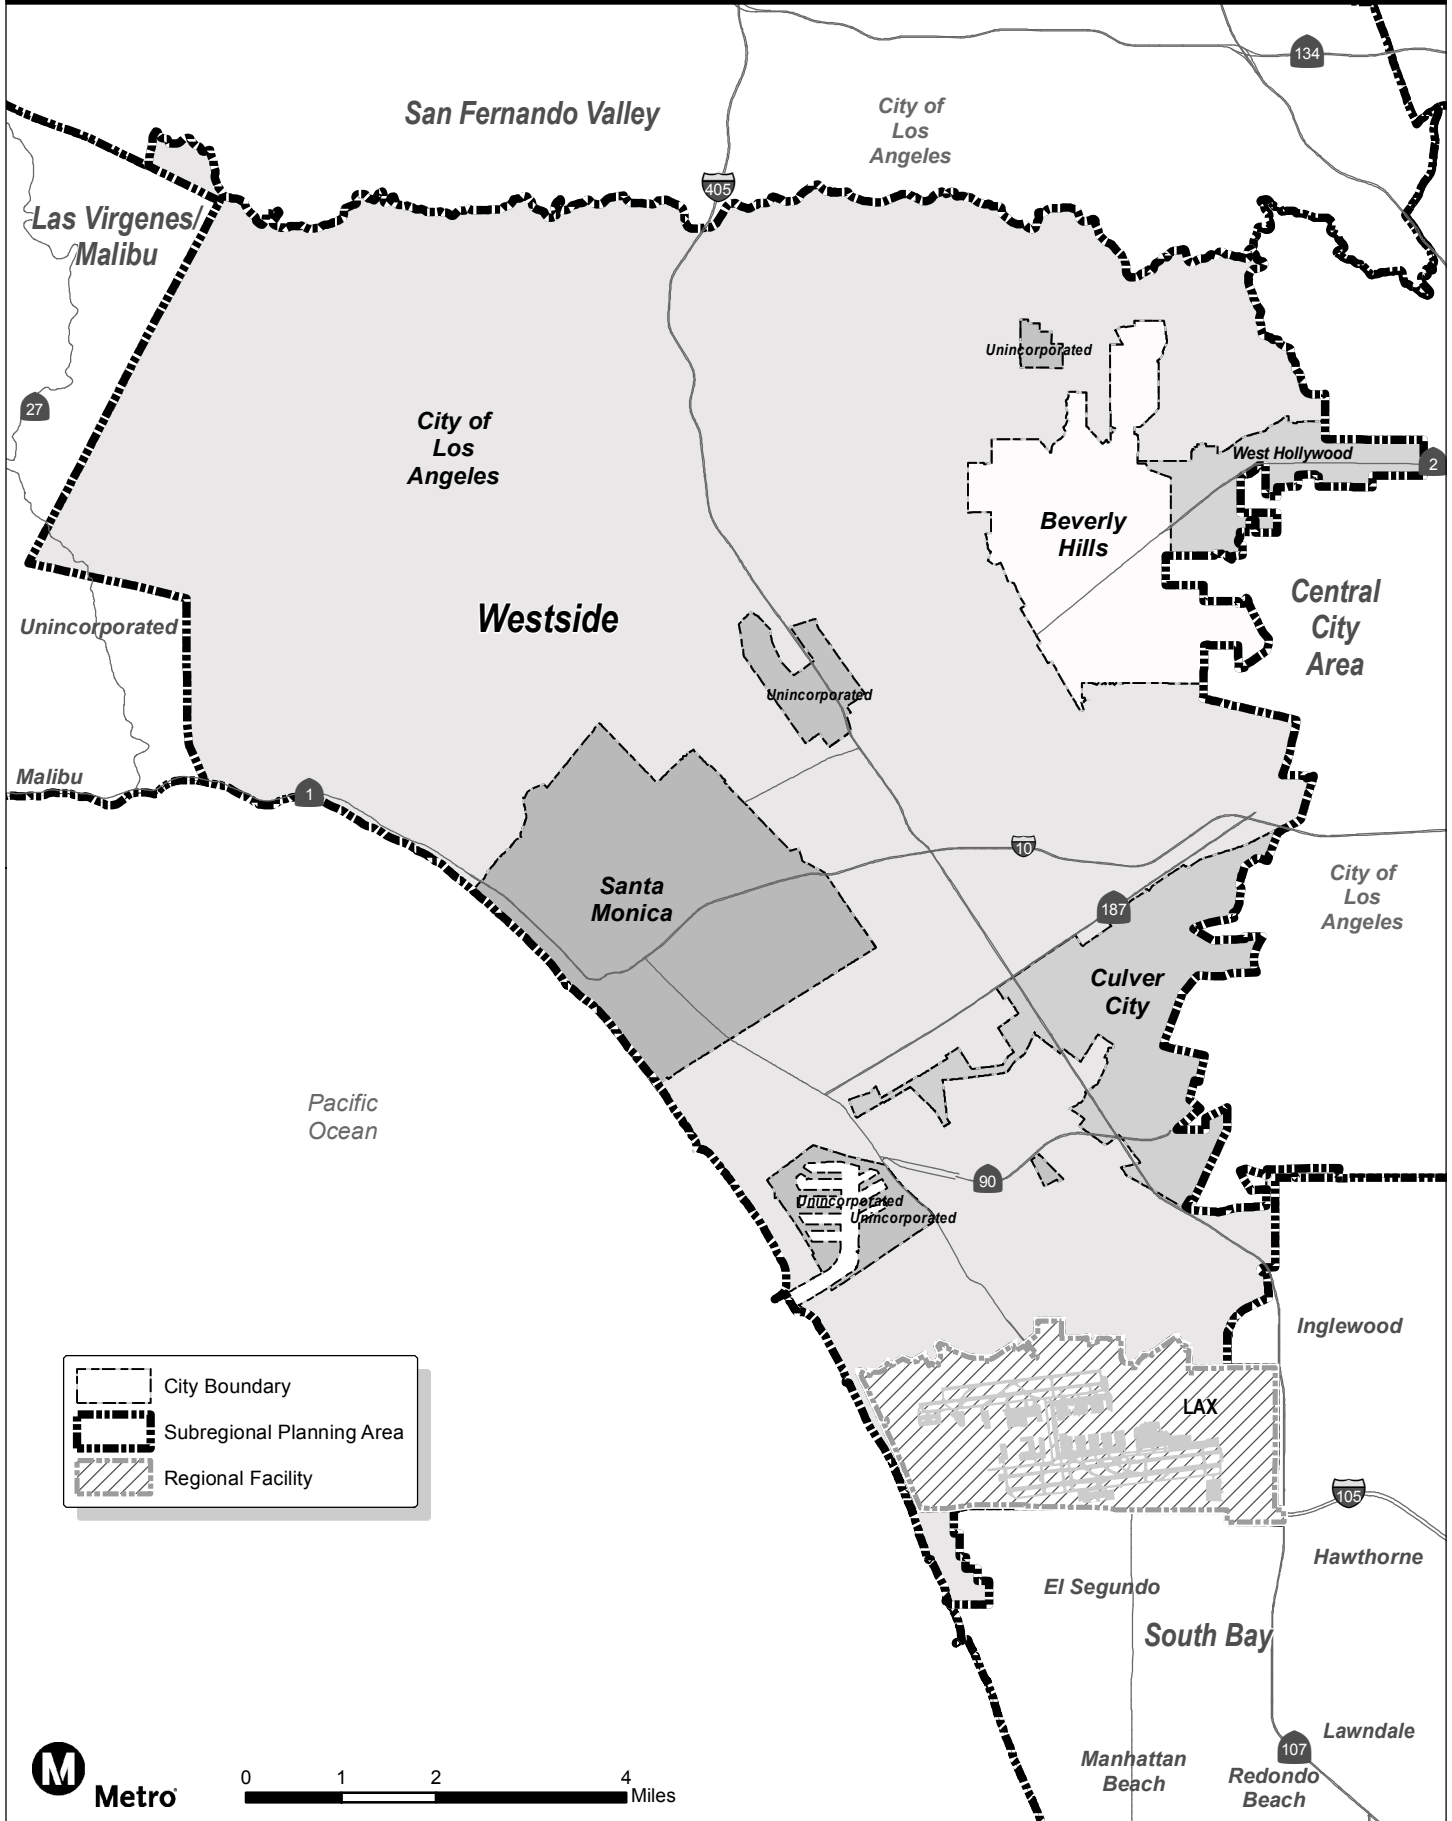 134
San Fernando Valley
City of
Los
Angeles
405
Las Virgenes/
Malibu
Unincorporated
27
City of
Los
Angeles
West Hollywood
2
Beverly
Hills
Westside
Central
City
Area
Unincorporated
Unincorporated
Malibu
1
10
Santa
Monica
City of
Los
Angeles
187
Culver
City
Pacific
Ocean
90
Unincorporated
Unincorporated
Inglewood
City Boundary
Subregional Planning Area
Regional Facility
LAX
105
Hawthorne
El Segundo
South Bay
Lawndale
107
Manhattan
Beach
Redondo
Beach
M
Metro
0 1 2 4
Miles